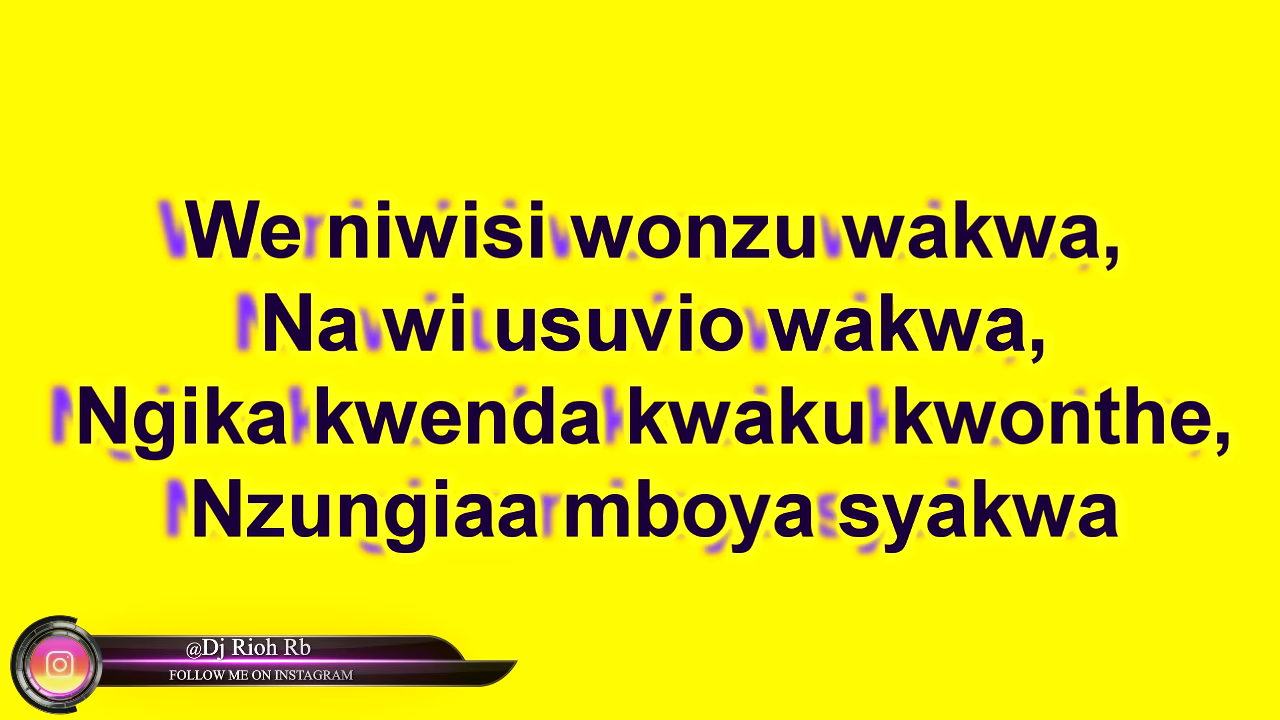 We niwisi wonzu wakwa,
Na wi usuvio wakwa,
Ngika kwenda kwaku kwonthe,
Nzungiaa mboya syakwa
@Dj Rioh Rb
FOLLOW ME ON INSTAGRAM